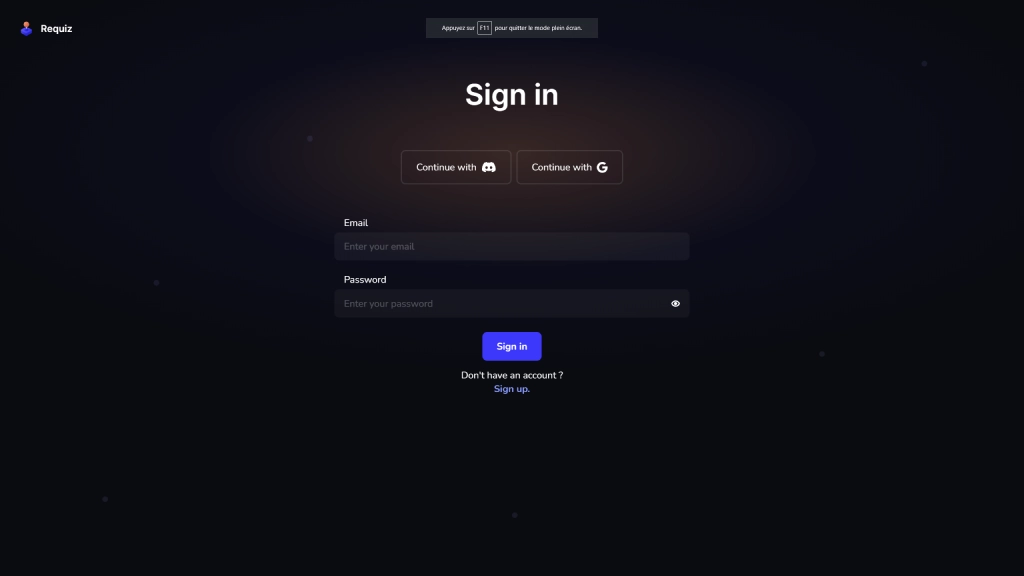 Requiz
Appuyez sur F11 pour quitter le mode plein écran.
Sign in
Continue with
Continue with G
Email
Enter your email
Password
Enter your password
Sign in
Don't have an account ?
Sign up.